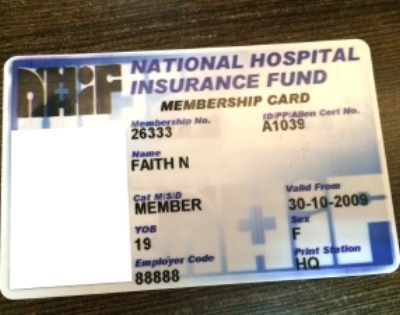 NHIF NATIONAL HOSPITAL
INSURANCE FUND
MEMBERSHIP CARD
Membership No. ID/PP/Alien Cert No.
26333 A1039
Name
FAITH N
Cat M/S/D Valid From
MEMBER 30-10-2009
YOB Sex
19 F
Employer Code Print Station
88888 HQ